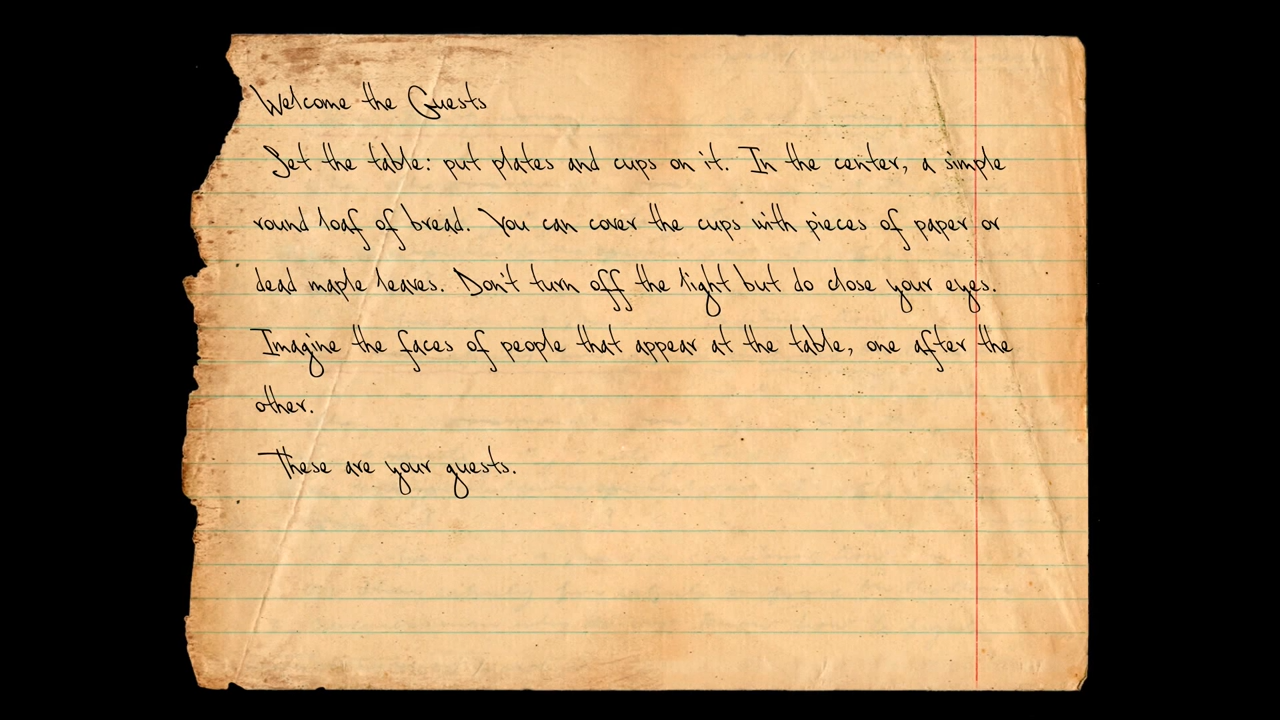 Welcome the Guests
Set the table: put plates and cups on it. In the center, a simple
round loaf of bread. You can cover the cups with pieces of paper or
dead maple leaves. Don't turn off the light but do close your eyes.
Imagine the faces of people that appear at the table, one after the
other.
These are your guests.